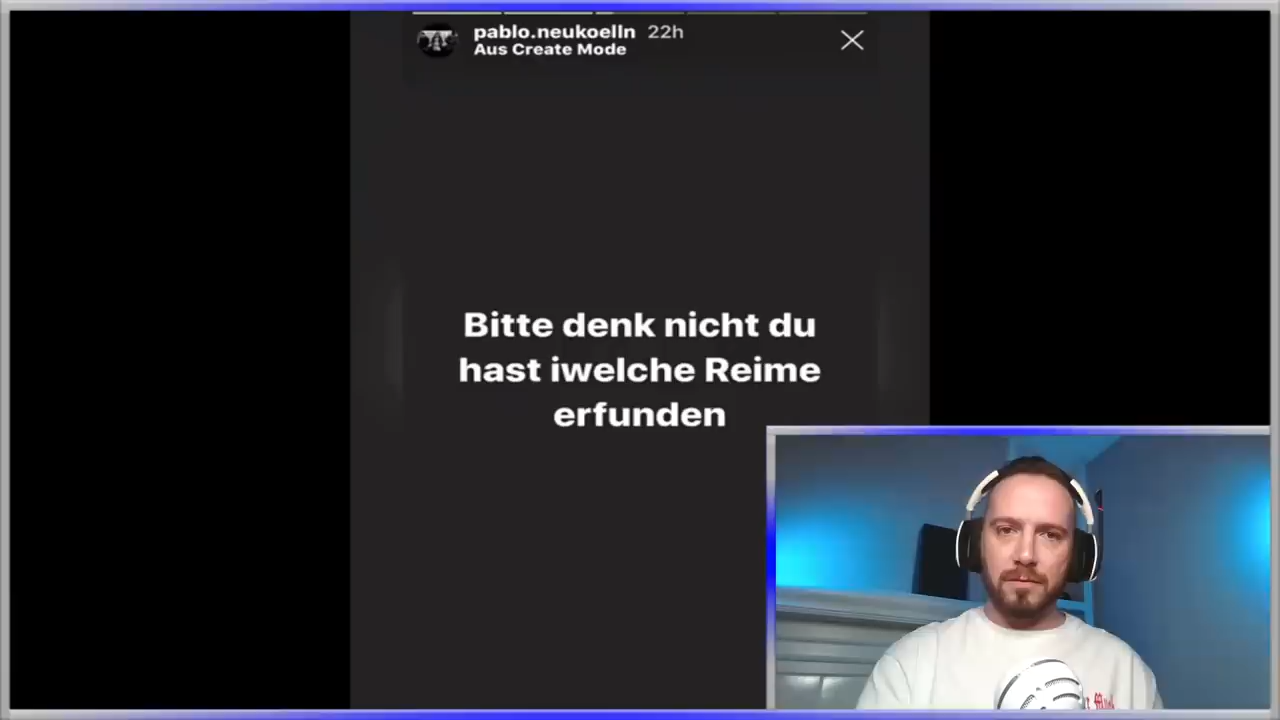 pablo.neukoelln 22h
Aus Create Mode
Bitte denk nicht du
hast iwelche Reime
erfunden